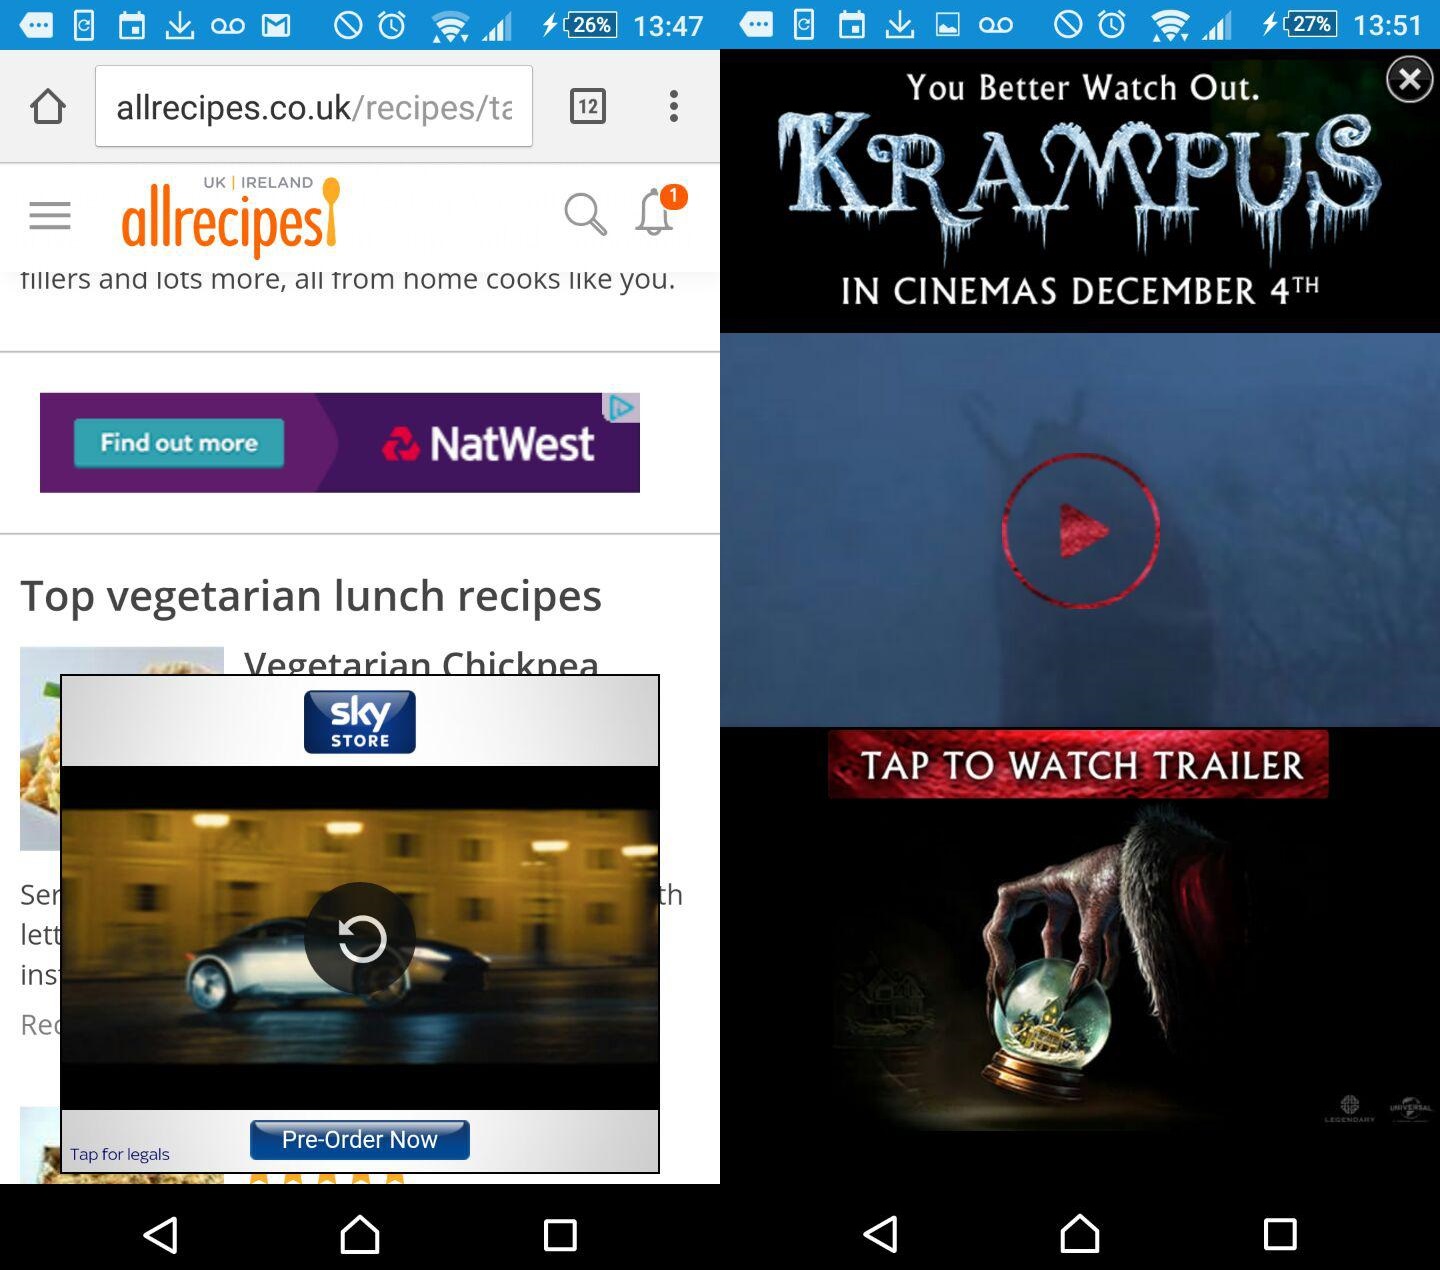 26%
13:47
allrecipes.co.uk/recipes/ta
12
UK | IRELAND
allrecipes
1
fillers and lots more, all from home cooks like you.
Find out more
NatWest
Top vegetarian lunch recipes
Vegetarian Chickpea
Ser
th
lett
ins
Rec
sky
STORE
Pre-Order Now
Tap for legals
27%
13:51
You Better Watch Out.
KRAMPUS
IN CINEMAS DECEMBER 4TH
TAP TO WATCH TRAILER
LEGENDARY
UNIVERSAL